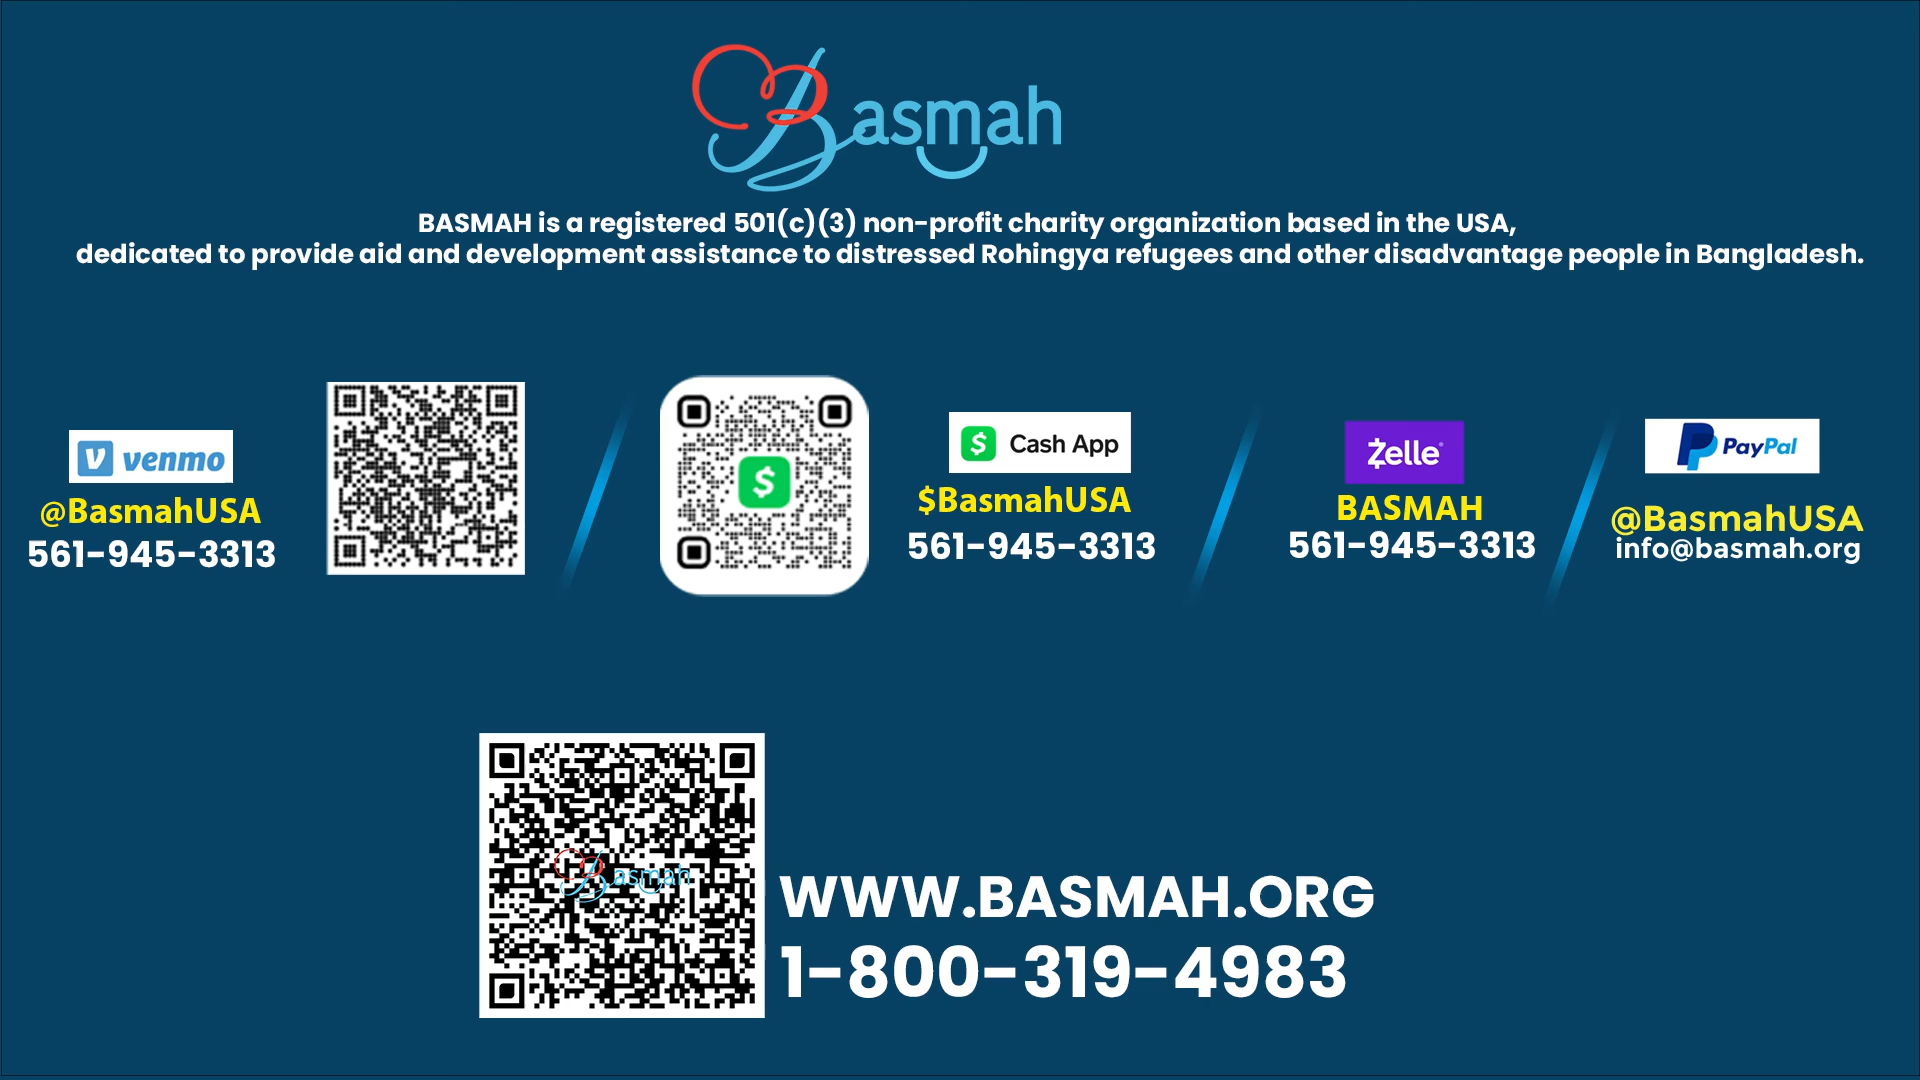 Basmah
BASMAH is a registered 501(c)(3) non-profit charity organization based in the USA,
dedicated to provide aid and development assistance to distressed Rohingya refugees and other disadvantage people in Bangladesh.
venmo
@BasmahUSA
561-945-3313
Cash App
$BasmahUSA
561-945-3313
Zelle
BASMAH
561-945-3313
PayPal
@BasmahUSA
info@basmah.org
Basmah
WWW.BASMAH.ORG
1-800-319-4983